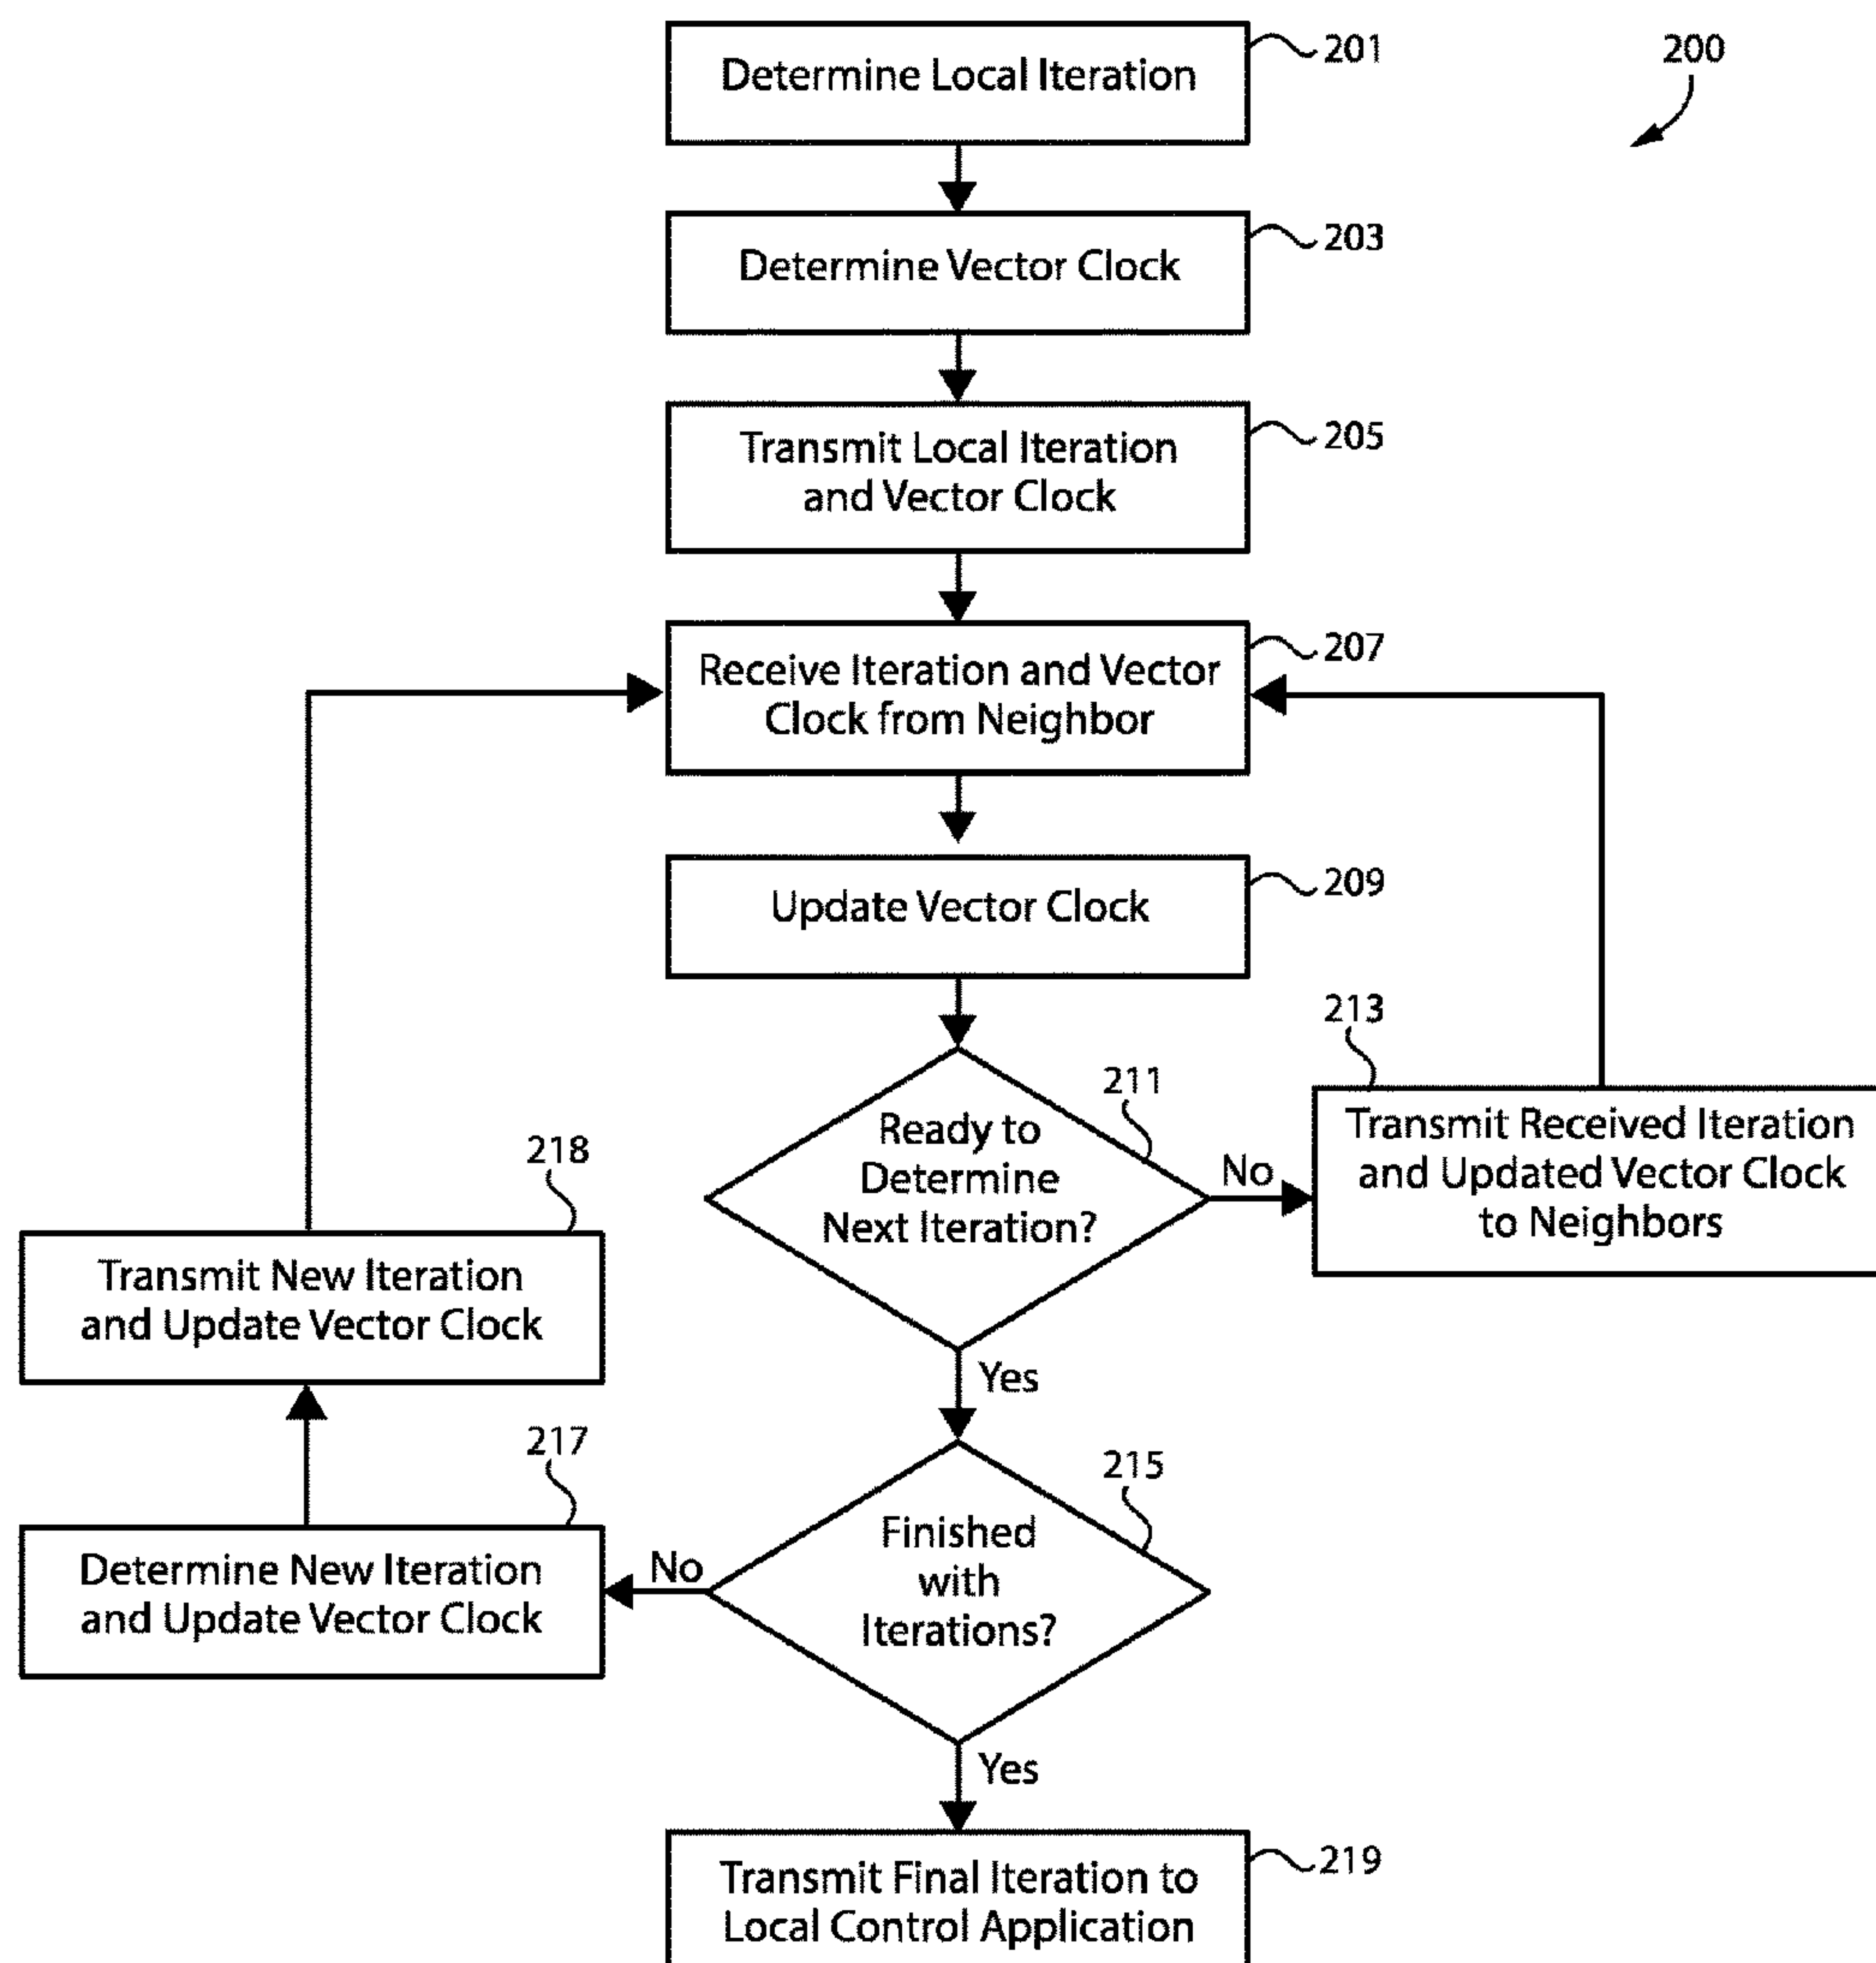 Determine Local Iteration
201
200
Determine Vector Clock
203
Transmit Local Iteration
and Vector Clock
205
Receive Iteration and Vector
Clock from Neighbor
207
Update Vector Clock
209
Ready to
Determine
Next Iteration?
211
No
213
Transmit Received Iteration
and Updated Vector Clock
to Neighbors
218
Transmit New Iteration
and Update Vector Clock
Yes
217
Determine New Iteration
and Update Vector Clock
No
215
Finished
with
Iterations?
Yes
Transmit Final Iteration to
Local Control Application
219